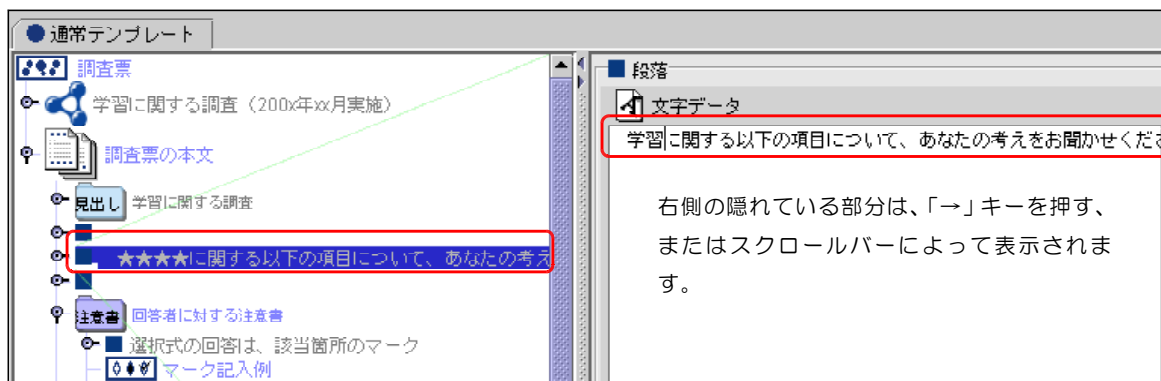 通常テンプレート
調査票
学習に関する調査（200x年xx月実施）
調査票の本文
見出し 学習に関する調査
★★★★に関する以下の項目について、あなたの考え
注意書 回答者に対する注意書
選択式の回答は、該当箇所のマーク
マーク記入例
段落
文字データ
学習に関する以下の項目について、あなたの考えをお聞かせくださ
右側の隠れている部分は、「→」キーを押す、
またはスクロールバーによって表示されま
す。